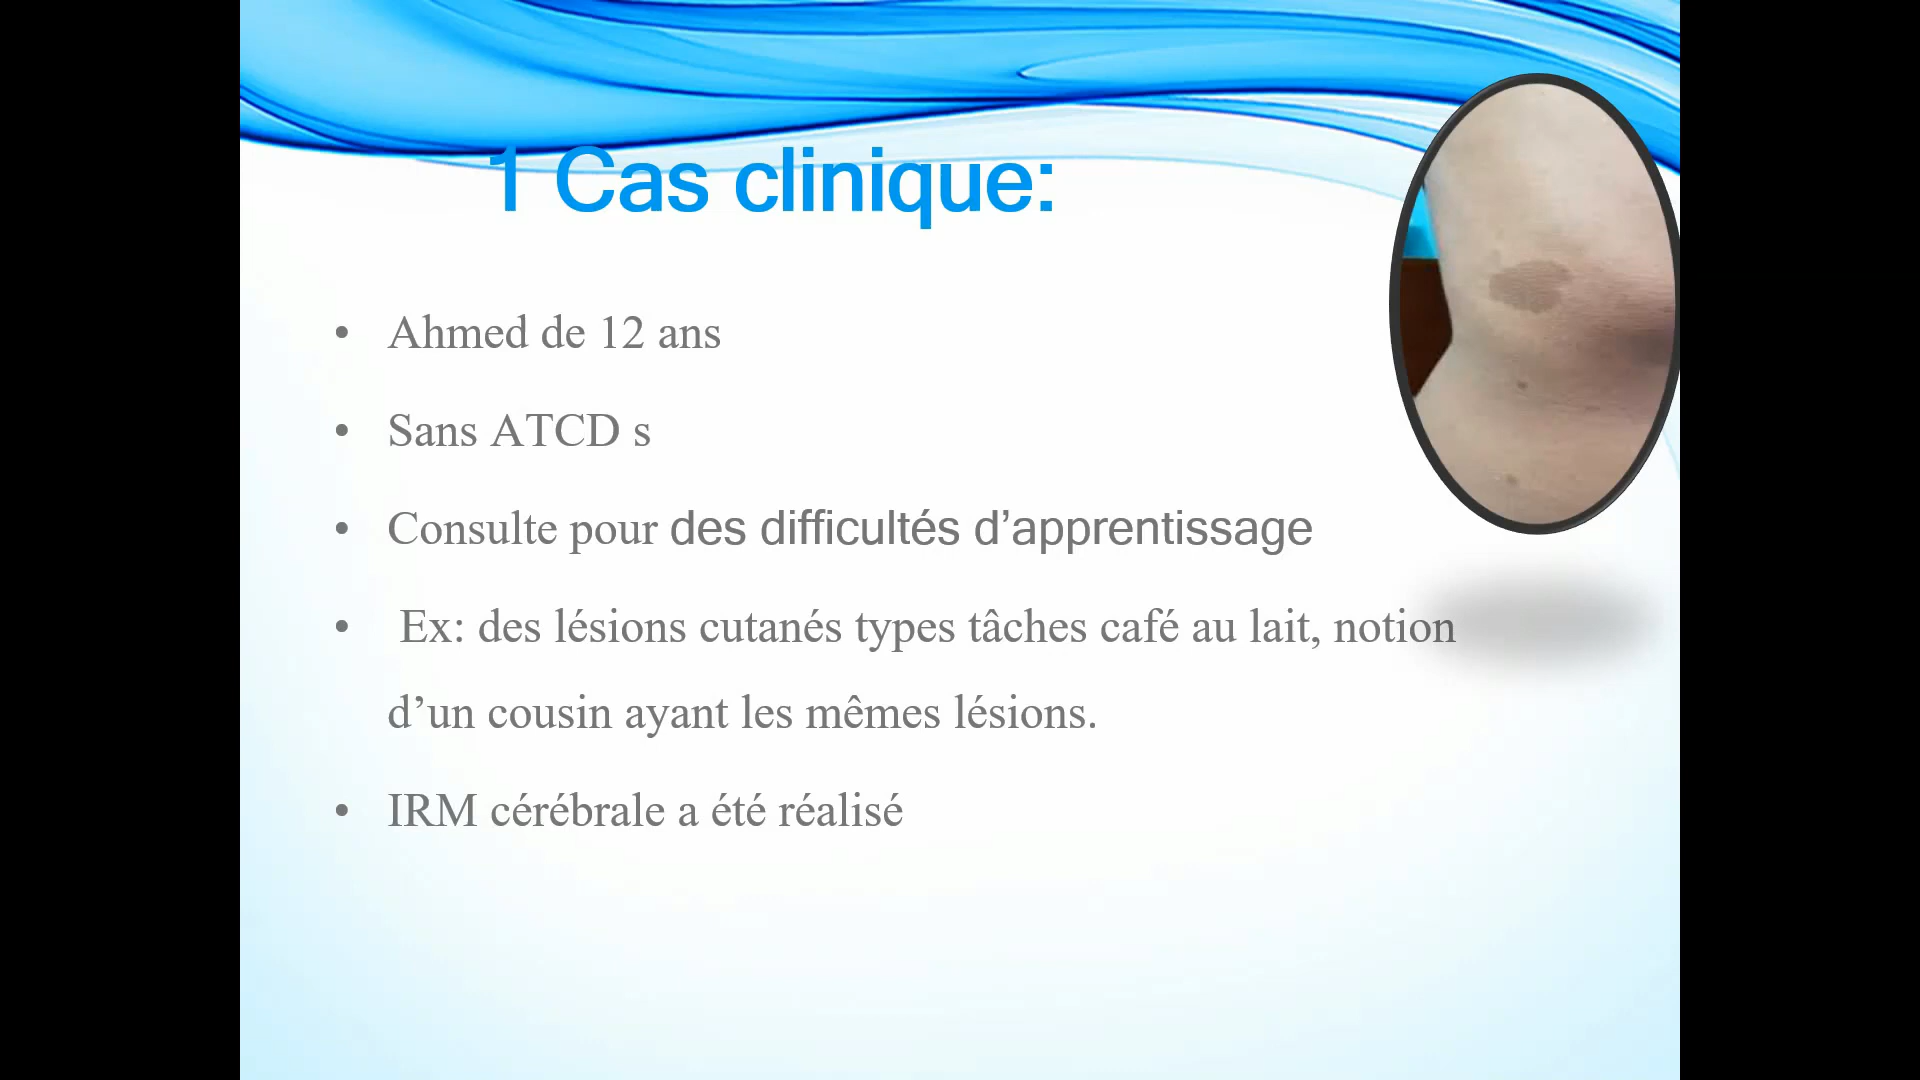 1 Cas clinique:
• Ahmed de 12 ans
• Sans ATCD s
• Consulte pour des difficultés d’apprentissage
• Ex: des lésions cutanés types tâches café au lait, notion
d’un cousin ayant les mêmes lésions.
• IRM cérébrale a été réalisé